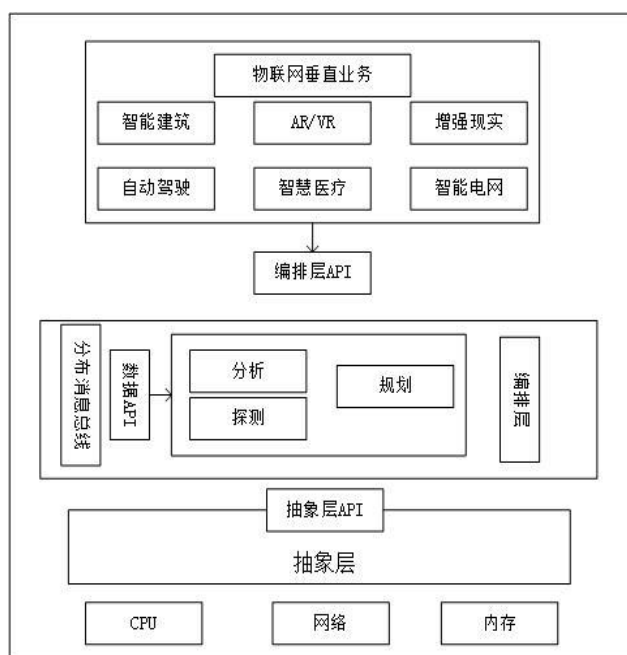 物联网垂直业务
智能建筑
AR/VR
增强现实
自动驾驶
智慧医疗
智能电网
编排层API
分布消息总线
数据API
分析
探测
规划
编排层
抽象层API
抽象层
CPU
网络
内存